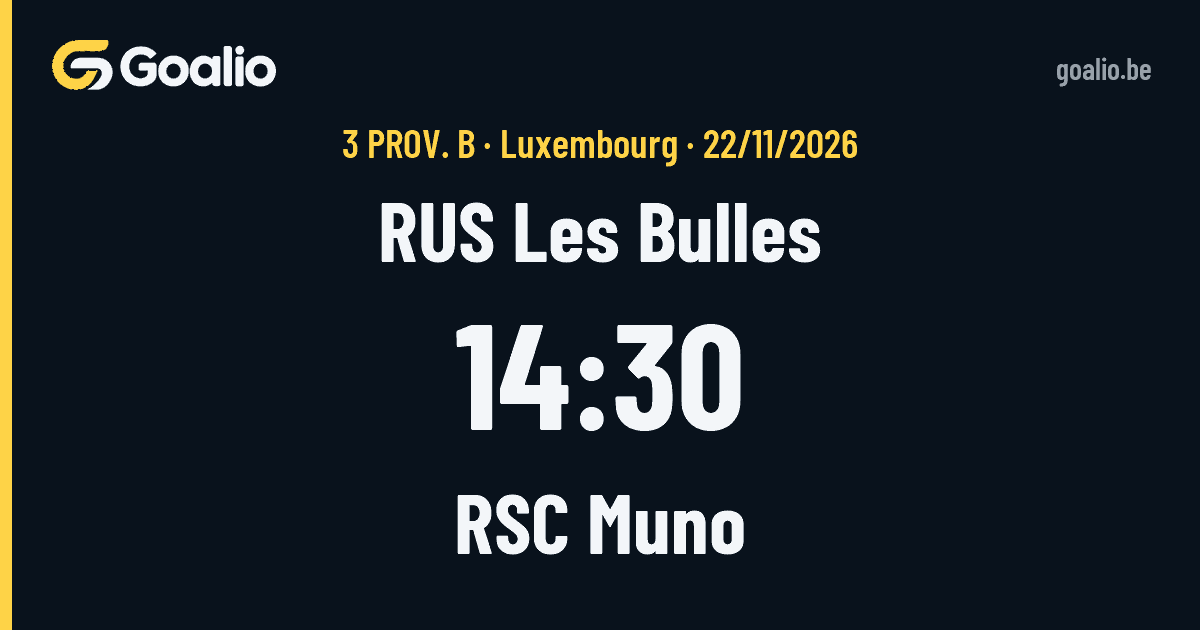 Goalio
goalio.be
3 PROV. B · Luxembourg · 22/11/2026
RUS Les Bulles
14:30
RSC Muno